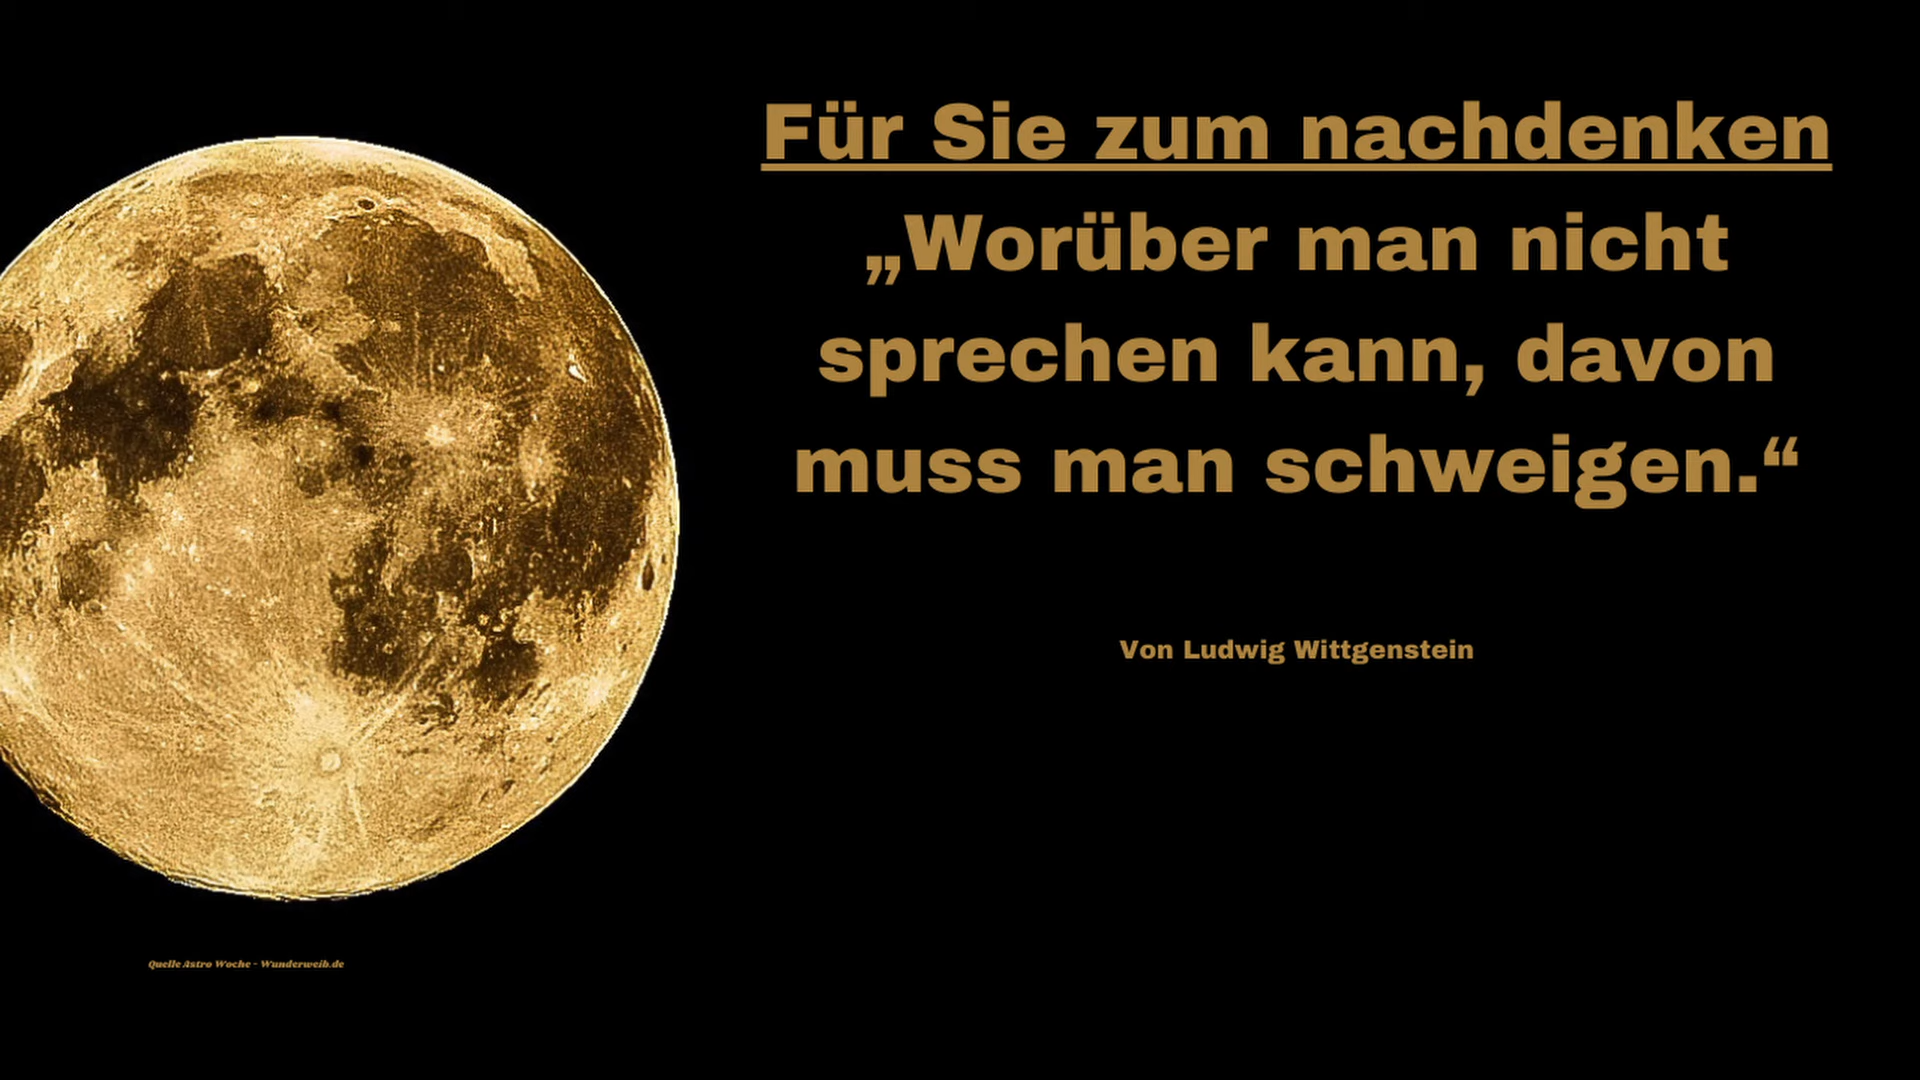 Für Sie zum nachdenken
„Worüber man nicht
sprechen kann, davon
muss man schweigen.“
Von Ludwig Wittgenstein
Quelle Astro Woche - Wunderweib.de